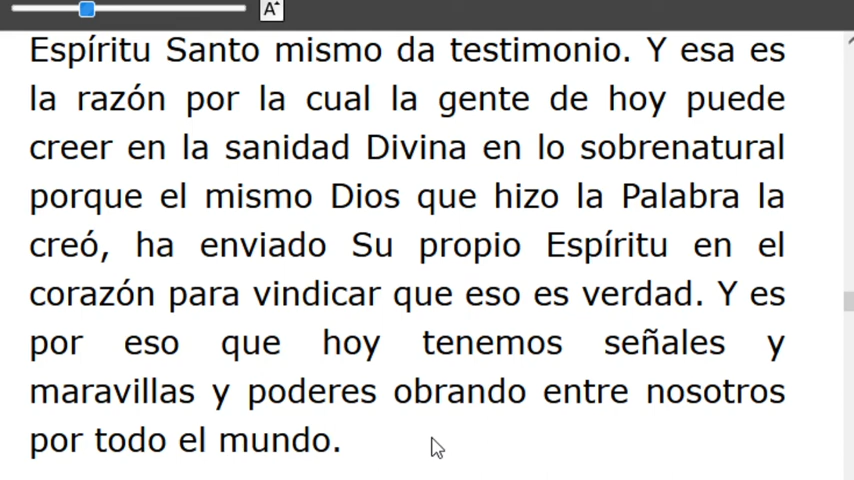 A
Espíritu Santo mismo da testimonio. Y esa es
la razón por la cual la gente de hoy puede
creer en la sanidad Divina en lo sobrenatural
porque el mismo Dios que hizo la Palabra la
creó, ha enviado Su propio Espíritu en el
corazón para vindicar que eso es verdad. Y es
por eso que hoy tenemos señales y
maravillas y poderes obrando entre nosotros
por todo el mundo.